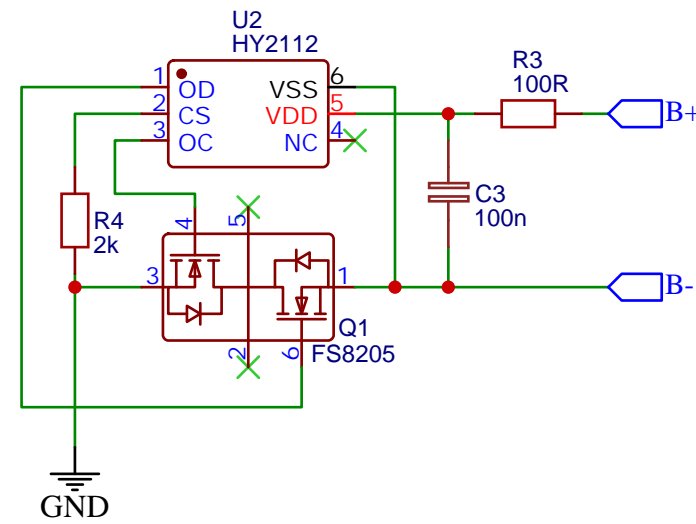 U2
HY2112
1
OD
VSS
6
2
CS
VDD
5
3
OC
NC
4
R3
100R
B+
R4
2k
C3
100n
4
5
3
1
B-
2
6
Q1
FS8205
GND